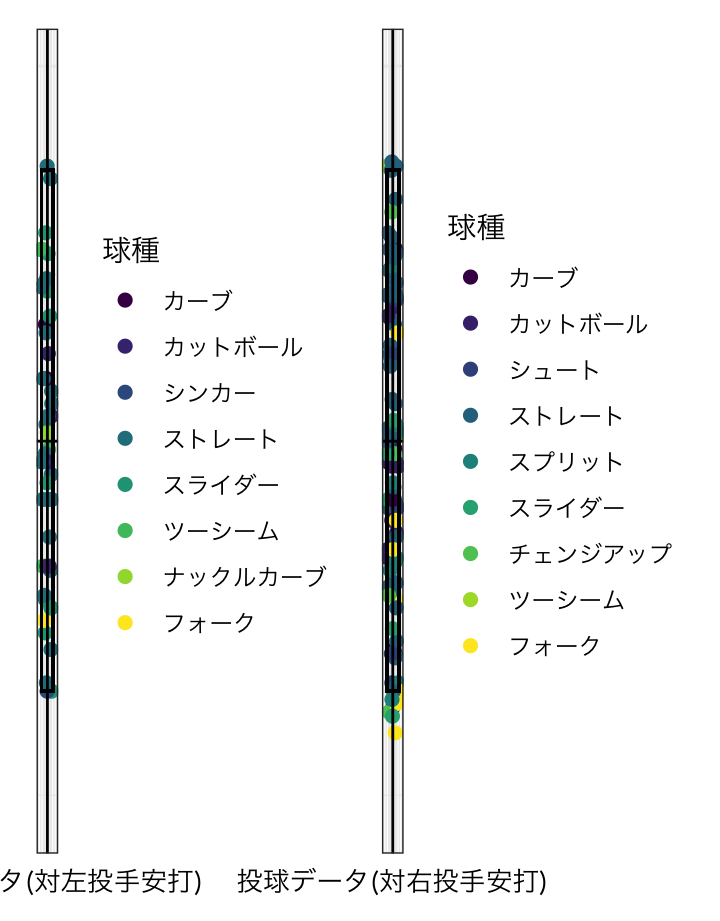 球種
カーブ
カットボール
シンカー
ストレート
スライダー
ツーシーム
ナックルカーブ
フォーク
タ(対左投手安打)
球種
カーブ
カットボール
シュート
ストレート
スプリット
スライダー
チェンジアップ
ツーシーム
フォーク
投球データ(対右投手安打)